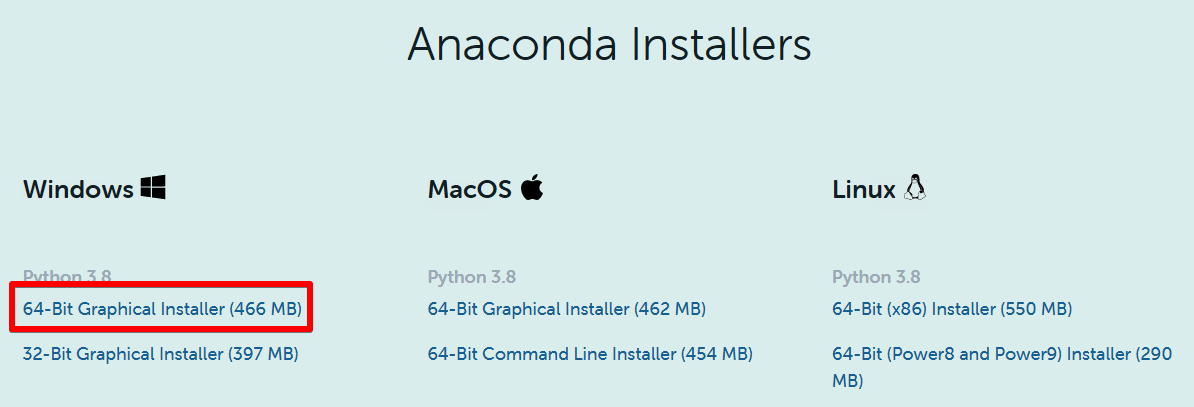 Anaconda Installers
Windows
MacOS
Linux
Python 3.8
64-Bit Graphical Installer (466 MB)
32-Bit Graphical Installer (397 MB)
Python 3.8
64-Bit Graphical Installer (462 MB)
64-Bit Command Line Installer (454 MB)
Python 3.8
64-Bit (x86) Installer (550 MB)
64-Bit (Power8 and Power9) Installer (290
MB)